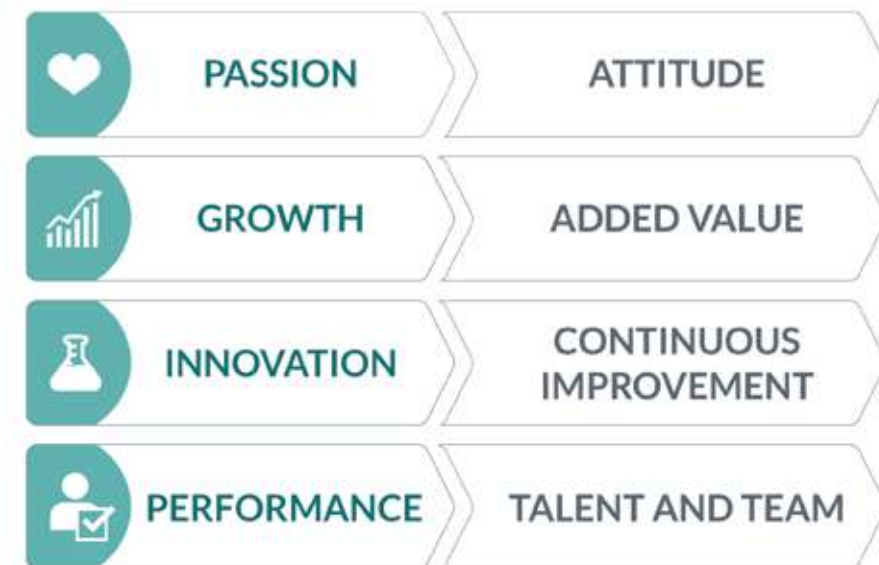 PASSION
ATTITUDE
GROWTH
ADDED VALUE
INNOVATION
CONTINUOUS
IMPROVEMENT
PERFORMANCE
TALENT AND TEAM